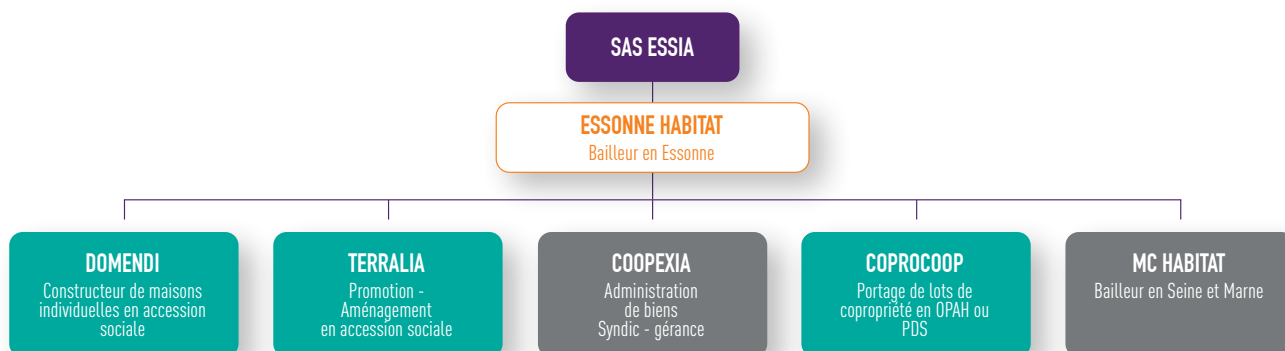 SAS ESSIA
ESSONNE HABITAT
Bailleur en Essonne
DOMENDI
Constructeur de maisons
individuelles en accession
sociale
TERRALIA
Promotion -
Aménagement
en accession sociale
COOPEXIA
Administration
de biens
Syndic - gérance
COPROCOOP
Portage de lots de
copropriété en OPAH ou
PDS
MC HABITAT
Bailleur en Seine et Marne